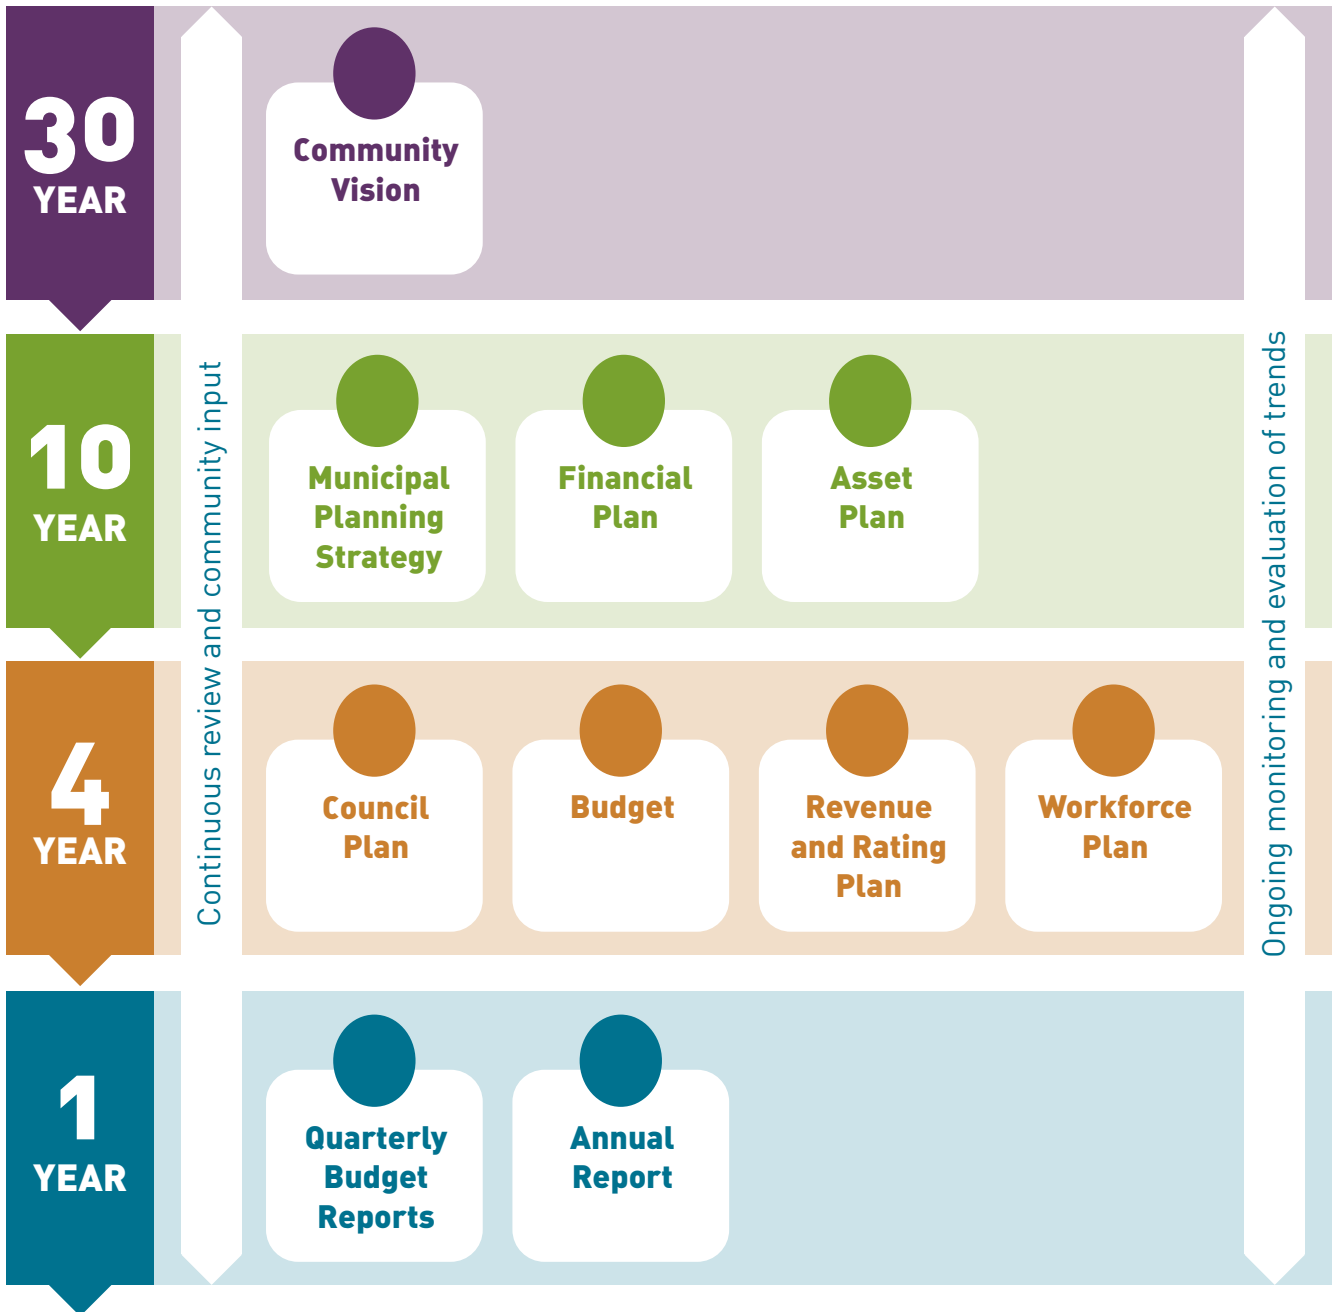 30
YEAR
Community
Vision
10
YEAR
Municipal
Planning
Strategy
Financial
Plan
Asset
Plan
4
YEAR
Council
Plan
Budget
Revenue
and Rating
Plan
Workforce
Plan
1
YEAR
Quarterly
Budget
Reports
Annual
Report
Continuous review and community input
Ongoing monitoring and evaluation of trends